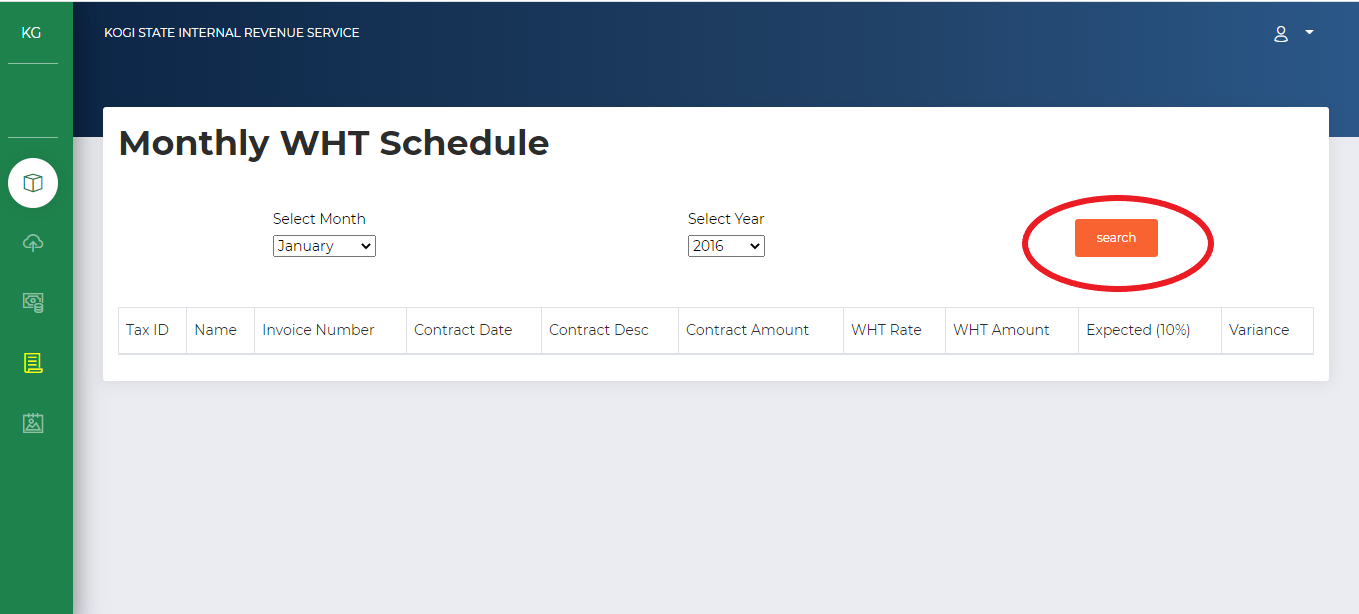 KG
KOGI STATE INTERNAL REVENUE SERVICE
Monthly WHT Schedule
Select Month
Select Year
January
2016
search
Tax ID Name Invoice Number Contract Date Contract Desc Contract Amount WHT Rate WHT Amount Expected (10%) Variance